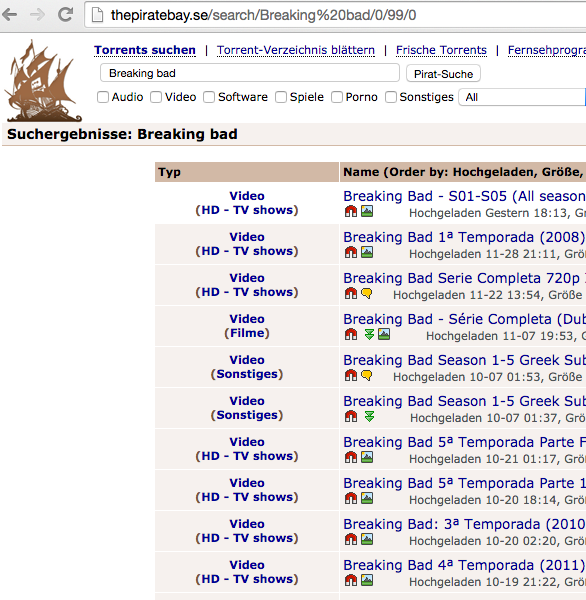 thepiratebay.se/search/Breaking%20bad/0/99/0
Torrents suchen | Torrent-Verzeichnis blättern | Frische Torrents | Fernsehprogra
Breaking bad Pirat-Suche
Audio Video Software Spiele Porno Sonstiges All
Suchergebnisse: Breaking bad
Typ Name (Order by: Hochgeladen, Größe,
Video Breaking Bad - S01-S05 (All season
(HD - TV shows) Hochgeladen Gestern 18:13, Gr
Video Breaking Bad 1ª Temporada (2008)
(HD - TV shows) Hochgeladen 11-28 21:11, Grö
Video Breaking Bad Serie Completa 720p
(HD - TV shows) Hochgeladen 11-22 13:54, Größe
Video Breaking Bad - Série Completa (Dub
(Filme) Hochgeladen 11-07 19:53,
Video Breaking Bad Season 1-5 Greek Sub
(Sonstiges) Hochgeladen 10-07 01:53, Größe
Video Breaking Bad Season 1-5 Greek Sub
(Sonstiges) Hochgeladen 10-07 01:37, Grö
Video Breaking Bad 5ª Temporada Parte F
(HD - TV shows) Hochgeladen 10-21 01:17, Grö
Video Breaking Bad 5ª Temporada Parte 1
(HD - TV shows) Hochgeladen 10-20 18:14, Grö
Video Breaking Bad: 3ª Temporada (2010
(HD - TV shows) Hochgeladen 10-20 02:20, Grö
Video Breaking Bad 4ª Temporada (2011)
(HD - TV shows) Hochgeladen 10-19 21:22, Grö